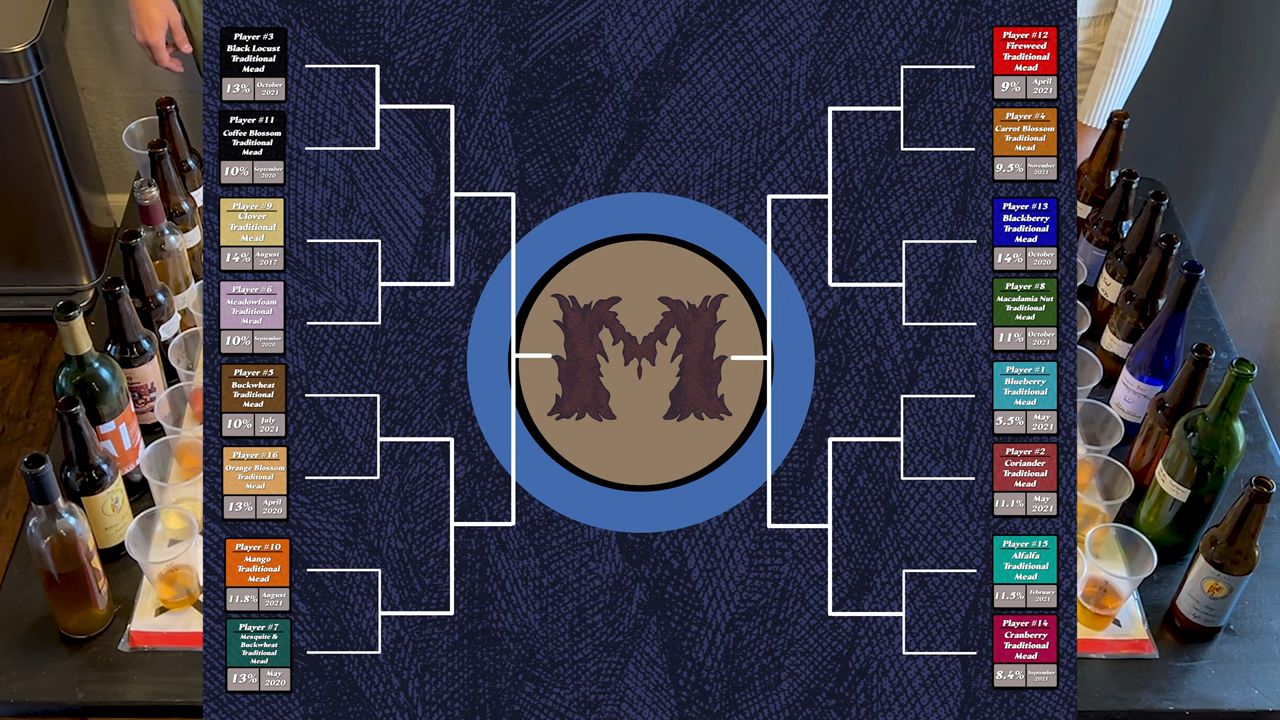 Player #3
Black Locust
Traditional
Mead
13%
October
2021
Player #11
Coffee Blossom
Traditional
Mead
10%
September
2020
Player #9
Clover
Traditional
Mead
14%
August
2017
Player #6
Meadowfoam
Traditional
Mead
10%
September
2020
Player #5
Buckwheat
Traditional
Mead
10%
July
2021
Player #16
Orange Blossom
Traditional
Mead
13%
April
2020
Player #10
Mango
Traditional
Mead
11.8%
August
2021
Player #7
Mesquite &
Buckwheat
Traditional
Mead
13%
May
2020
M
Player #12
Fireweed
Traditional
Mead
9%
April
2021
Player #4
Carrot Blossom
Traditional
Mead
9.5%
November
2021
Player #13
Blackberry
Traditional
Mead
14%
October
2020
Player #8
Macadamia Nut
Traditional
Mead
11%
October
2021
Player #1
Blueberry
Traditional
Mead
5.5%
May
2021
Player #2
Coriander
Traditional
Mead
11.1%
May
2021
Player #15
Alfalfa
Traditional
Mead
11.5%
February
2021
Player #14
Cranberry
Traditional
Mead
8.4%
September
2021